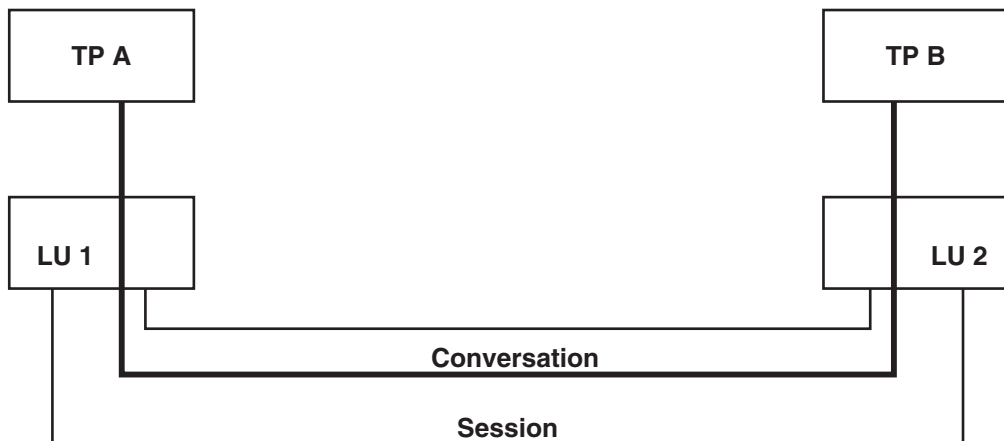 TP A
TP B
LU 1
LU 2
Conversation
Session